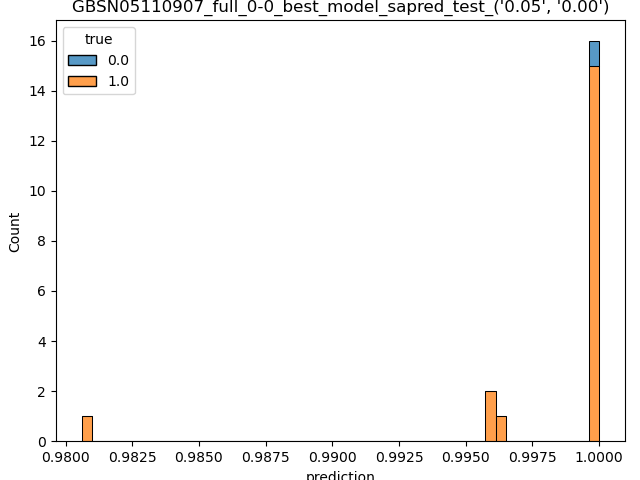 GBSN05110907_full_0-0_best_model_sapred_test_('0.05', '0.00')
true
0.0
1.0
16
14
12
10
8
6
4
2
0
Count
0.9800 0.9825 0.9850 0.9875 0.9900 0.9925 0.9950 0.9975 1.0000
prediction